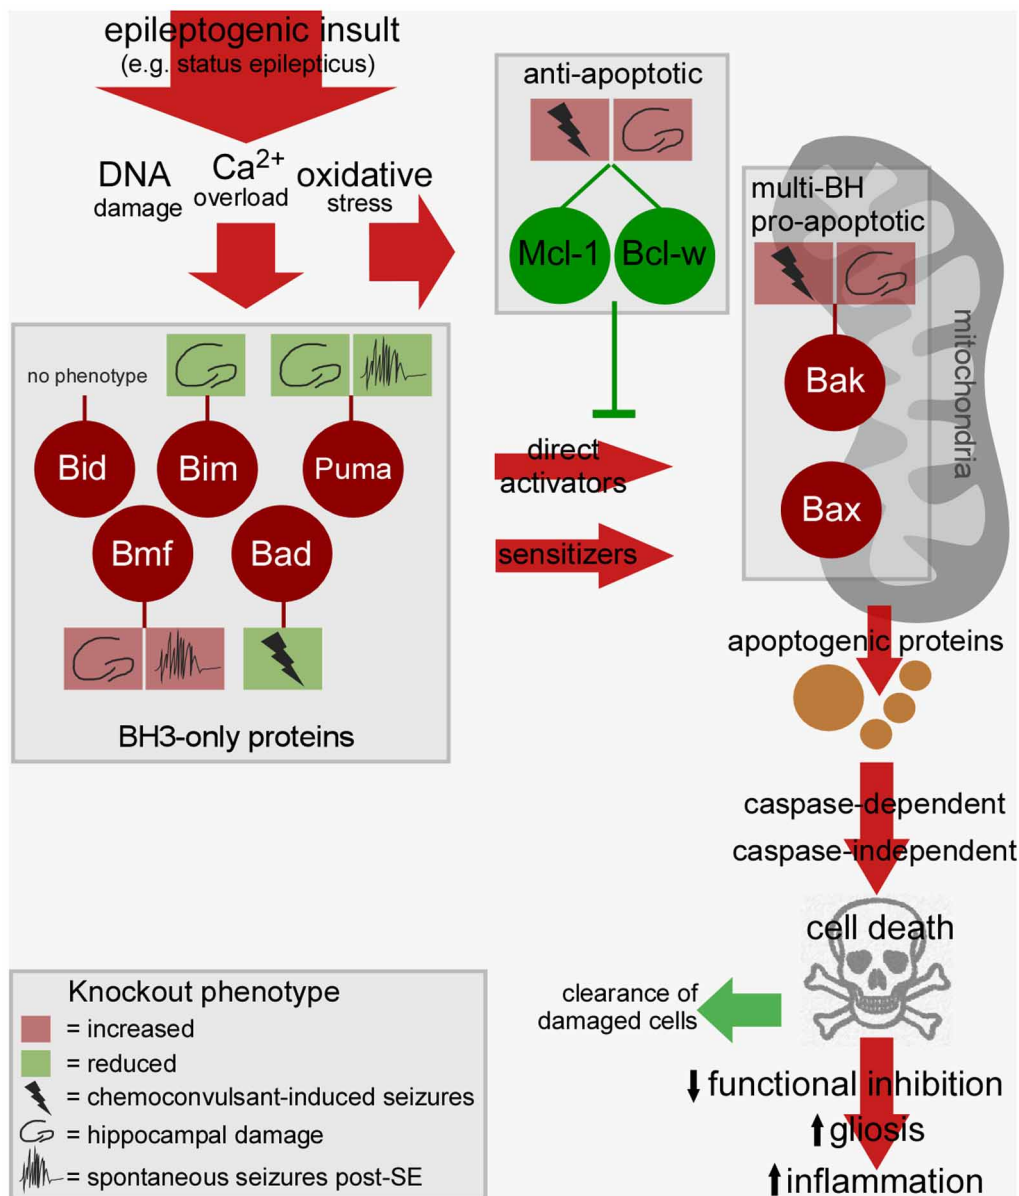 epileptogenic insult
(e.g. status epilepticus)
DNA
damage
Ca2+
overload
oxidative
stress
anti-apoptotic
Mcl-1
Bcl-w
multi-BH
pro-apoptotic
Bak
Bax
mitochondria
no phenotype
Bid
Bim
Puma
Bmf
Bad
BH3-only proteins
direct
activators
sensitizers
apoptogenic proteins
caspase-dependent
caspase-independent
cell death
clearance of
damaged cells
functional inhibition
gliosis
inflammation
Knockout phenotype
= increased
= reduced
= chemoconvulsant-induced seizures
= hippocampal damage
= spontaneous seizures post-SE